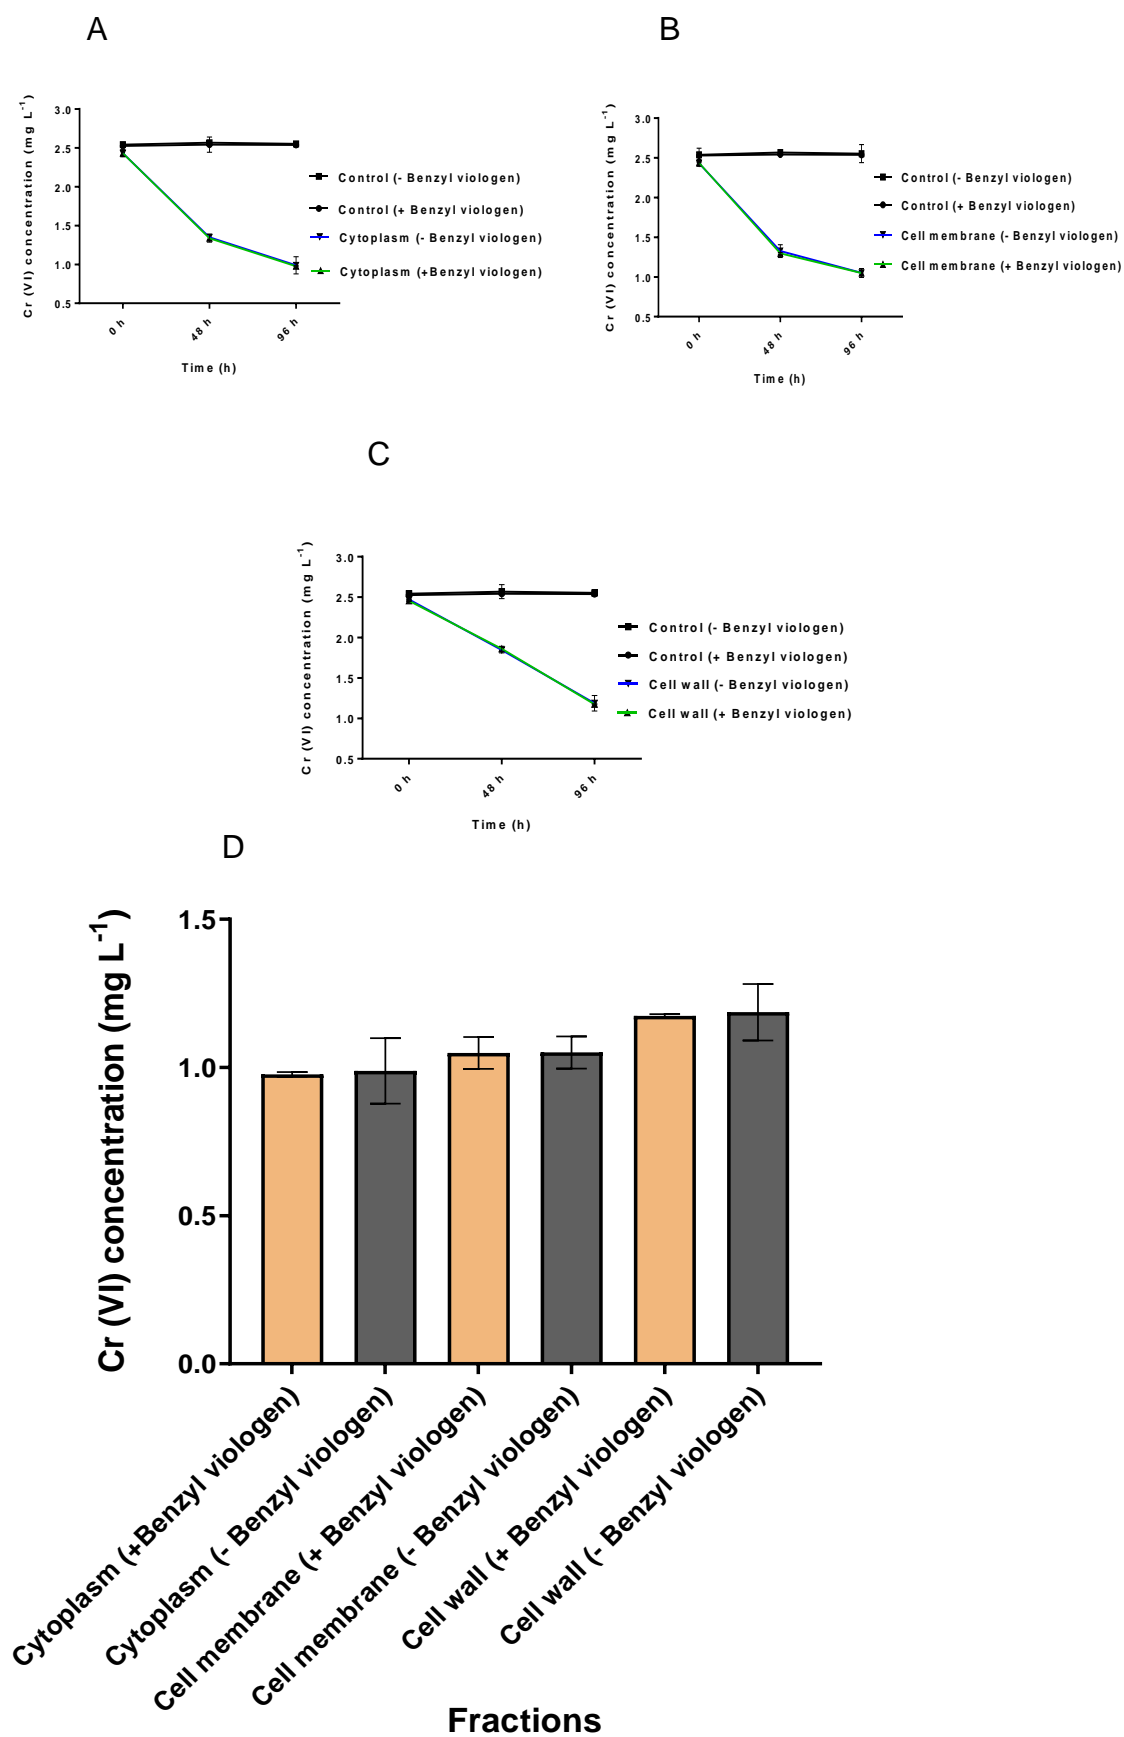 A
Cr (VI) concentration (mg L-1)
3.0
2.5
2.0
1.5
1.0
0.5
0 h
48 h
96 h
Time (h)
Control (- Benzyl viologen)
Control (+ Benzyl viologen)
Cytoplasm (- Benzyl viologen)
Cytoplasm (+Benzyl viologen)
B
Cr (VI) concentration (mg L-1)
3.0
2.5
2.0
1.5
1.0
0.5
0 h
48 h
96 h
Time (h)
Control (- Benzyl viologen)
Control (+ Benzyl viologen)
Cell membrane (- Benzyl viologen)
Cell membrane (+ Benzyl viologen)
C
Cr (VI) concentration (mg L-1)
3.0
2.5
2.0
1.5
1.0
0.5
0 h
48 h
96 h
Time (h)
Control (- Benzyl viologen)
Control (+ Benzyl viologen)
Cell wall (- Benzyl viologen)
Cell wall (+ Benzyl viologen)
D
Cr (VI) concentration (mg L-1)
1.5
1.0
0.5
0.0
Cytoplasm (+Benzyl viologen)
Cytoplasm (- Benzyl viologen)
Cell membrane (+ Benzyl viologen)
Cell membrane (- Benzyl viologen)
Cell wall (+ Benzyl viologen)
Cell wall (- Benzyl viologen)
Fractions